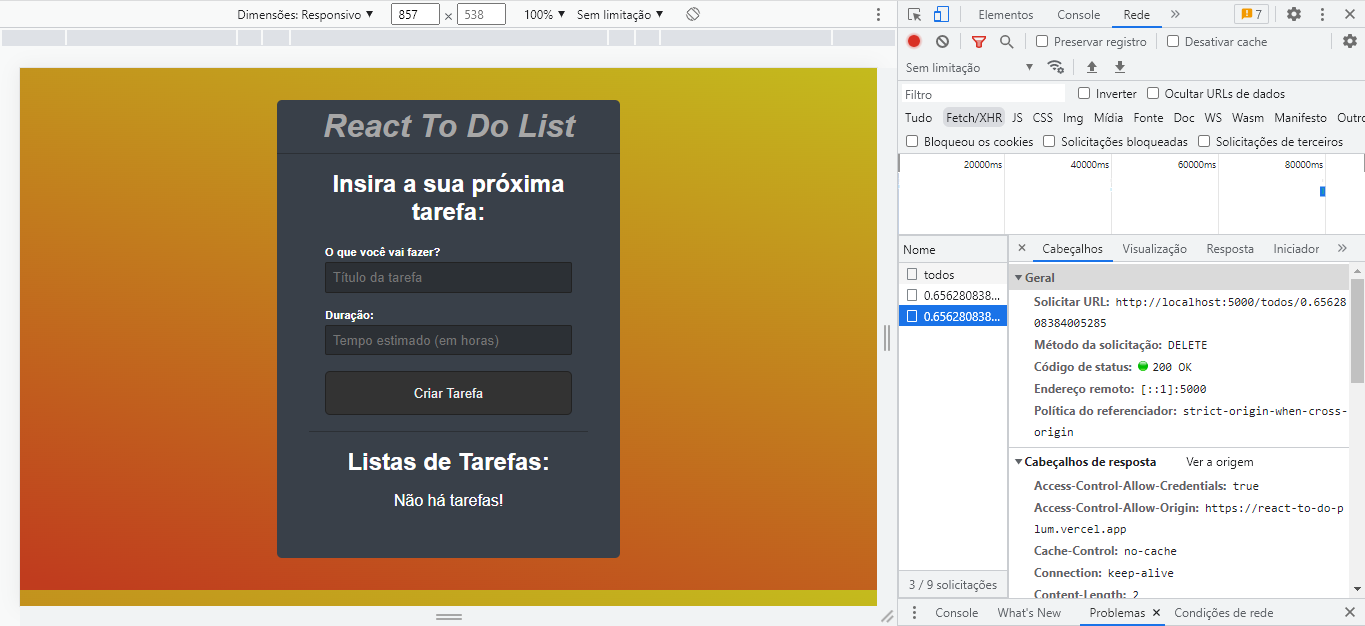 Dimensões: Responsivo ▼ 857 × 538 100% ▼ Sem limitação ▼
React To Do List
Insira a sua próxima
tarefa:
O que você vai fazer?
Título da tarefa
Duração:
Tempo estimado (em horas)
Criar Tarefa
Listas de Tarefas:
Não há tarefas!
Elementos Console Rede » 7
Preservar registro Desativar cache
Sem limitação ▼
Filtro Inverter Ocultar URLs de dados
Tudo Fetch/XHR JS CSS Img Mídia Fonte Doc WS Wasm Manifesto Outro
Bloqueou os cookies Solicitações bloqueadas Solicitações de terceiros
20000ms 40000ms 60000ms 80000ms
Nome
todos
0.656280838...
0.656280838...
3 / 9 solicitações
× Cabeçalhos Visualização Resposta Iniciador »
Geral
Solicitar URL: http://localhost:5000/todos/0.65628
08384005285
Método da solicitação: DELETE
Código de status: 200 OK
Endereço remoto: [::1]:5000
Política do referenciador: strict-origin-when-cross-
origin
Cabeçalhos de resposta Ver a origem
Access-Control-Allow-Credentials: true
Access-Control-Allow-Origin: https://react-to-do-p
lum.vercel.app
Cache-Control: no-cache
Connection: keep-alive
Content-Length: 2
Console What's New Problemas × Condições de rede